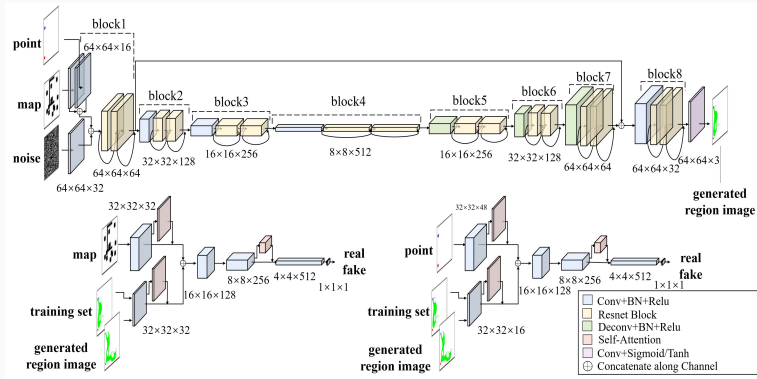 block1
point
64×64×16
map
noise
64×64×32
64×64×64
block2
32×32×128
block3
16×16×256
block4
8×8×512
block5
16×16×256
block6
32×32×128
block7
64×64×64
block8
64×64×32
64×64×3
generated
region image
32×32×32
map
training set
generated
region image
32×32×32
16×16×128
8×8×256
4×4×512
1×1×1
real
fake
32×32×48
point
training set
generated
region image
32×32×16
16×16×128
8×8×256
4×4×512
1×1×1
real
fake
Conv+BN+Relu
Resnet Block
Deconv+BN+Relu
Self-Attention
Conv+Sigmoid/Tanh
Concatenate along Channel